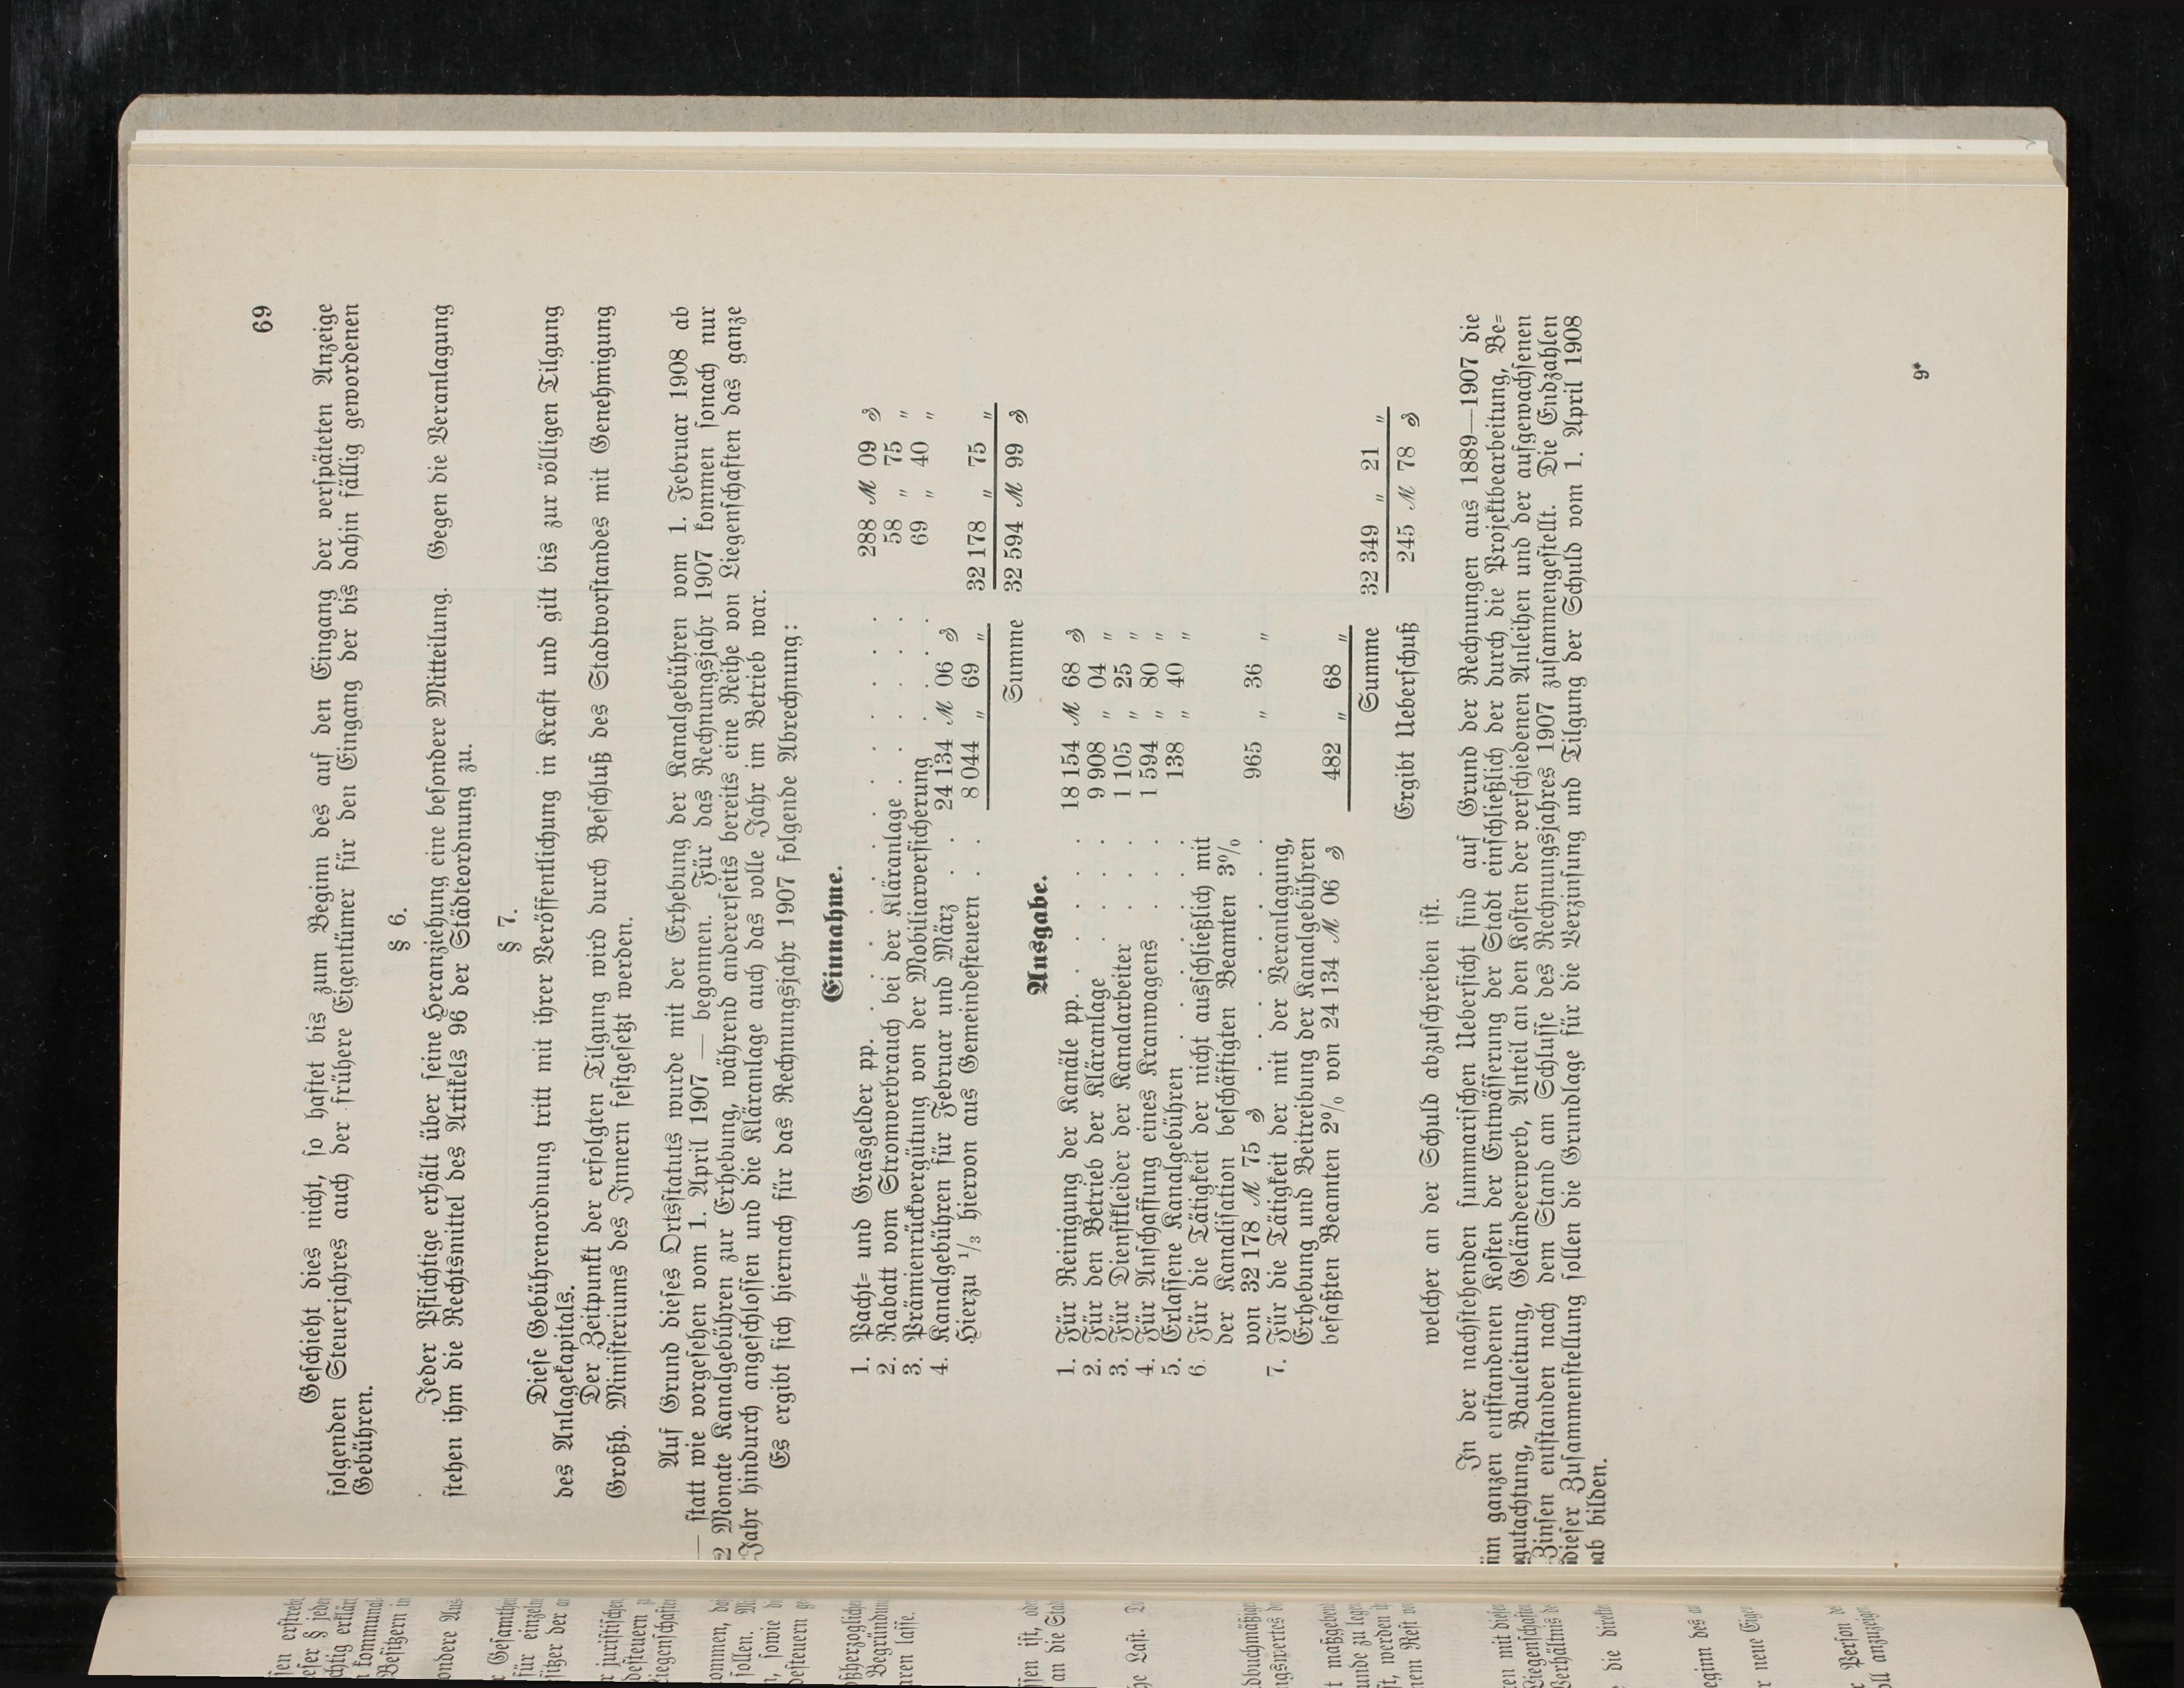 69
Geschieht dies nicht, so haftet bis zum Beginn des auf den Eingang der verspäteten Anzeige
folgenden Steuerjahres auch der frühere Eigentümer für den Eingang der bis dahin fällig gewordenen
Gebühren.
§ 6.
Jeder Pflichtige erhält über seine Heranziehung eine besondere Mitteilung. Gegen die Veranlagung
stehen ihm die Rechtsmittel des Artikels 96 der Städteordnung zu.
§ 7.
Diese Gebührenordnung tritt mit ihrer Veröffentlichung in Kraft und gilt bis zur völligen Tilgung
des Anlagekapitals.
Der Zeitpunkt der erfolgten Tilgung wird durch Beschluß des Stadtvorstandes mit Genehmigung
Großh. Ministeriums des Innern festgesetzt werden.
Auf Grund dieses Ortsstatuts wurde mit der Erhebung der Kanalgebühren vom 1. Februar 1908 ab
— statt wie vorgesehen vom 1. April 1907 — begonnen. Für das Rechnungsjahr 1907 kommen sonach nur
2 Monate Kanalgebühren zur Erhebung, während andererseits bereits eine Reihe von Liegenschaften das ganze
Jahr hindurch angeschlossen und die Kläranlage auch das volle Jahr im Betrieb war.
Es ergibt sich hiernach für das Rechnungsjahr 1907 folgende Abrechnung:
Einnahme.
1. Pacht= und Grasgelder pp. . . . . . . . . . 288 ℳ 09 ₰
2. Rabatt vom Stromverbrauch bei der Kläranlage . . . . . 58 „ 75 „
3. Prämienrückvergütung von der Mobiliarversicherung . . . 69 „ 40 „
4. Kanalgebühren für Februar und März . . 24 134 ℳ 06 ₰
Hierzu 1/3 hiervon aus Gemeindesteuern . . 8 044 „ 69 „ 32 178 „ 75 „
Summe 32 594 ℳ 99 ₰
Ausgabe.
1. Für Reinigung der Kanäle pp. . . . . . 18 154 ℳ 68 ₰
2. Für den Betrieb der Kläranlage . . . . 9 908 „ 04 „
3. Für Dienstkleider der Kanalarbeiter . . . 1 105 „ 25 „
4. Für Anschaffung eines Kranwagens . . . 1 594 „ 80 „
5. Erlassene Kanalgebühren . . . . . . 138 „ 40 „
6. Für die Tätigkeit der nicht ausschließlich mit
der Kanalisation beschäftigten Beamten 3%
von 32 178 ℳ 75 ₰ . . . . . . 965 „ 36 „
7. Für die Tätigkeit der mit der Veranlagung,
Erhebung und Beitreibung der Kanalgebühren
befaßten Beamten 2% von 24 134 ℳ 06 ₰ 482 „ 68 „
Summe 32 349 „ 21 „
Ergibt Ueberschuß 245 ℳ 78 ₰
welcher an der Schuld abzuschreiben ist.
In der nachstehenden summarischen Uebersicht sind auf Grund der Rechnungen aus 1889—1907 die
im ganzen entstandenen Kosten der Entwässerung der Stadt einschließlich der durch die Projektbearbeitung, Be=
gutachtung, Bauleitung, Geländeerwerb, Anteil an den Kosten der verschiedenen Anleihen und der aufgewachsenen
Zinsen entstanden nach dem Stand am Schlusse des Rechnungsjahres 1907 zusammengestellt. Die Endzahlen
dieser Zusammenstellung sollen die Grundlage für die Verzinsung und Tilgung der Schuld vom 1. April 1908
ab bilden.
9*